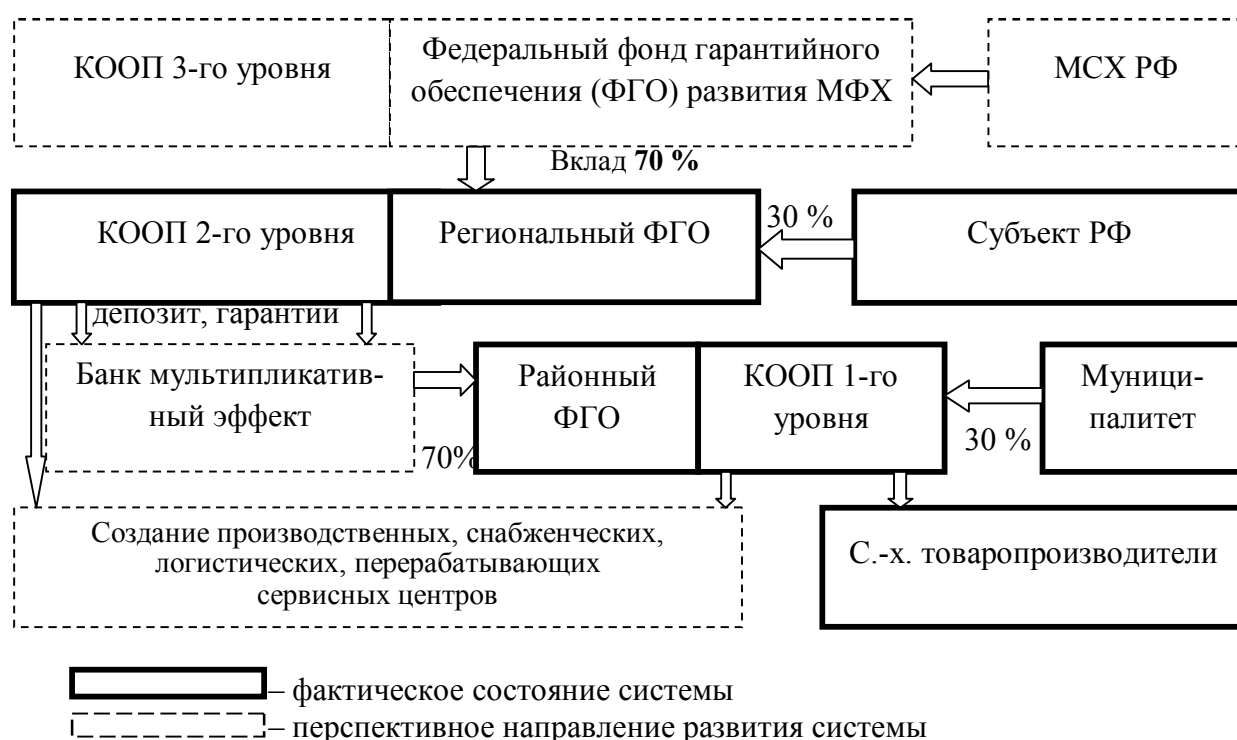 КООП 3-го уровня
Федеральный фонд гарантийного
обеспечения (ФГО) развития МФХ
МСХ РФ
Вклад 70 %
КООП 2-го уровня
Региональный ФГО
30 %
Субъект РФ
депозит, гарантии
Банк мультипликатив-
ный эффект
70%
Районный
ФГО
КООП 1-го
уровня
30 %
Муници-
палитет
Создание производственных, снабженческих,
логистических, перерабатывающих
сервисных центров
С.-х. товаропроизводители
– фактическое состояние системы
– перспективное направление развития системы